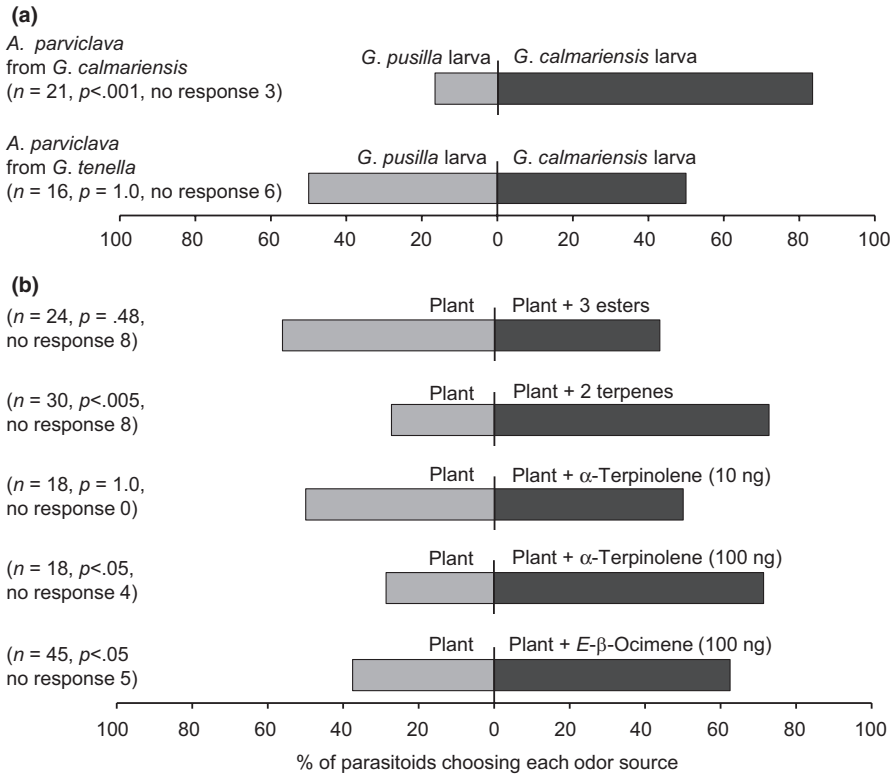 (a)
A. parviclava
from G. calmariensis
(n = 21, p<.001, no response 3)
G. pusilla larva
G. calmariensis larva
A. parviclava
from G. tenella
(n = 16, p = 1.0, no response 6)
G. pusilla larva
G. calmariensis larva
100 80 60 40 20 0 20 40 60 80 100
(b)
(n = 24, p = .48,
no response 8)
Plant
Plant + 3 esters
(n = 30, p<.005,
no response 8)
Plant
Plant + 2 terpenes
(n = 18, p = 1.0,
no response 0)
Plant
Plant + α-Terpinolene (10 ng)
(n = 18, p<.05,
no response 4)
Plant
Plant + α-Terpinolene (100 ng)
(n = 45, p<.05
no response 5)
Plant
Plant + E-β-Ocimene (100 ng)
100 80 60 40 20 0 20 40 60 80 100
% of parasitoids choosing each odor source